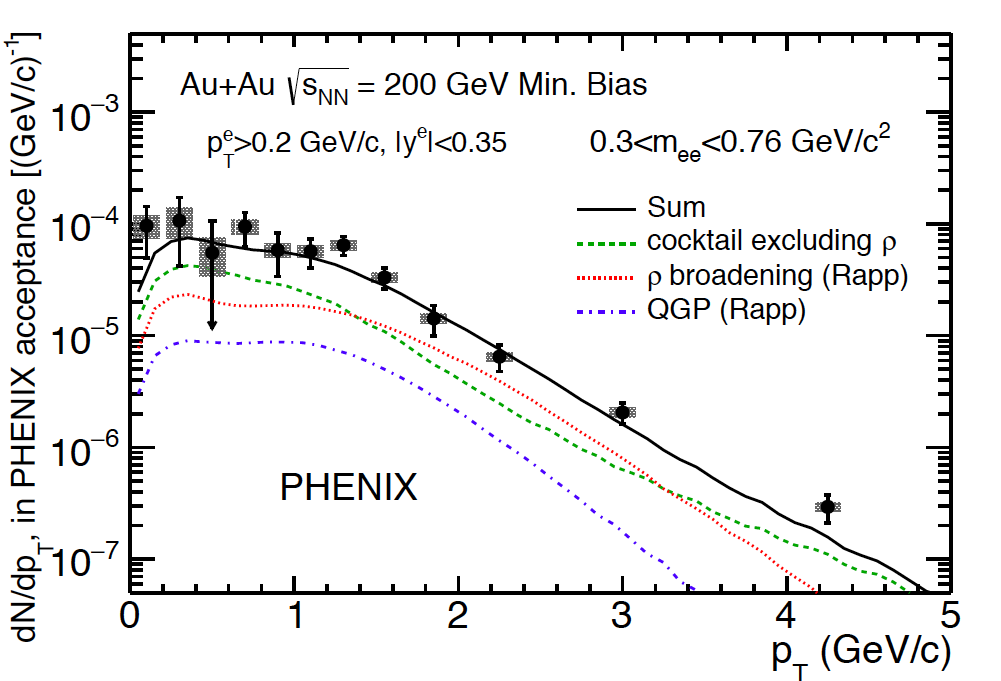 dN/dp_T, in PHENIX acceptance [(GeV/c)^-1]
10^-3
10^-4
10^-5
10^-6
10^-7
Au+Au √s_NN = 200 GeV Min. Bias
p_T^e>0.2 GeV/c, |y^e|<0.35
0.3<m_ee<0.76 GeV/c^2
Sum
cocktail excluding ρ
ρ broadening (Rapp)
QGP (Rapp)
PHENIX
0 1 2 3 4 5
p_T (GeV/c)